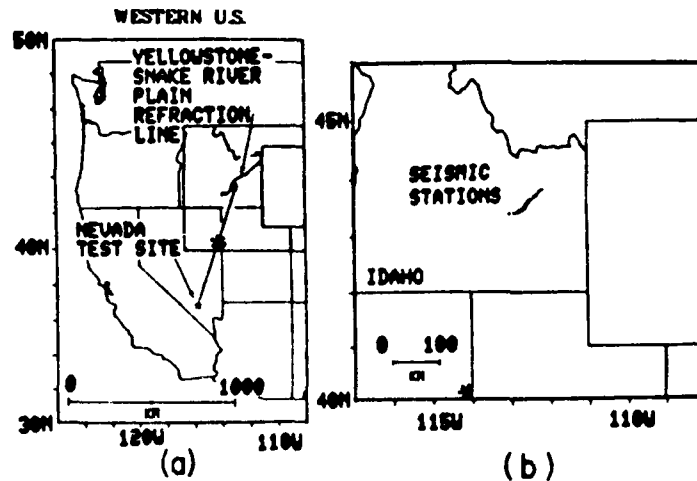 WESTERN U.S.
50N
YELLOWSTONE-
SNAKE RIVER
PLAIN
REFRACTION
LINE
NEVADA
TEST SITE
40N
0 1000
KM
30N
120W 110W
(a)
45N
SEISMIC
STATIONS
IDAHO
0 100
KM
40N
115W 110W
(b)